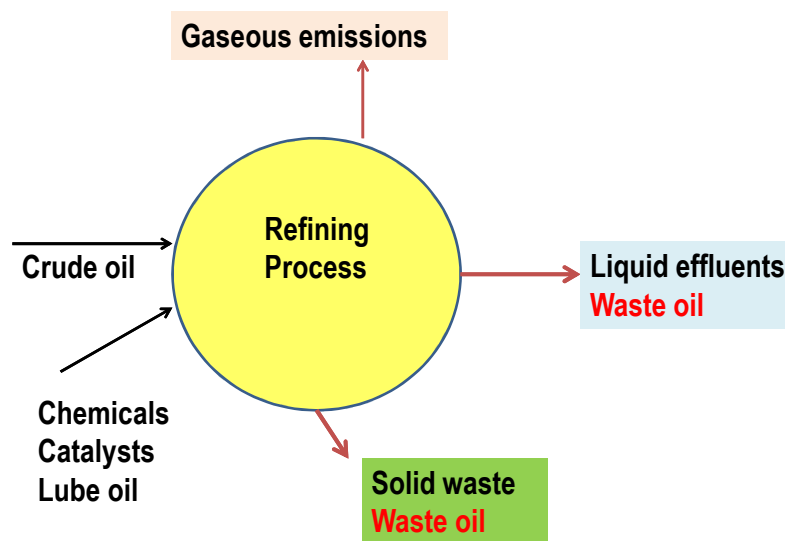 Gaseous emissions
Refining
Process
Crude oil
Liquid effluents
Waste oil
Chemicals
Catalysts
Lube oil
Solid waste
Waste oil